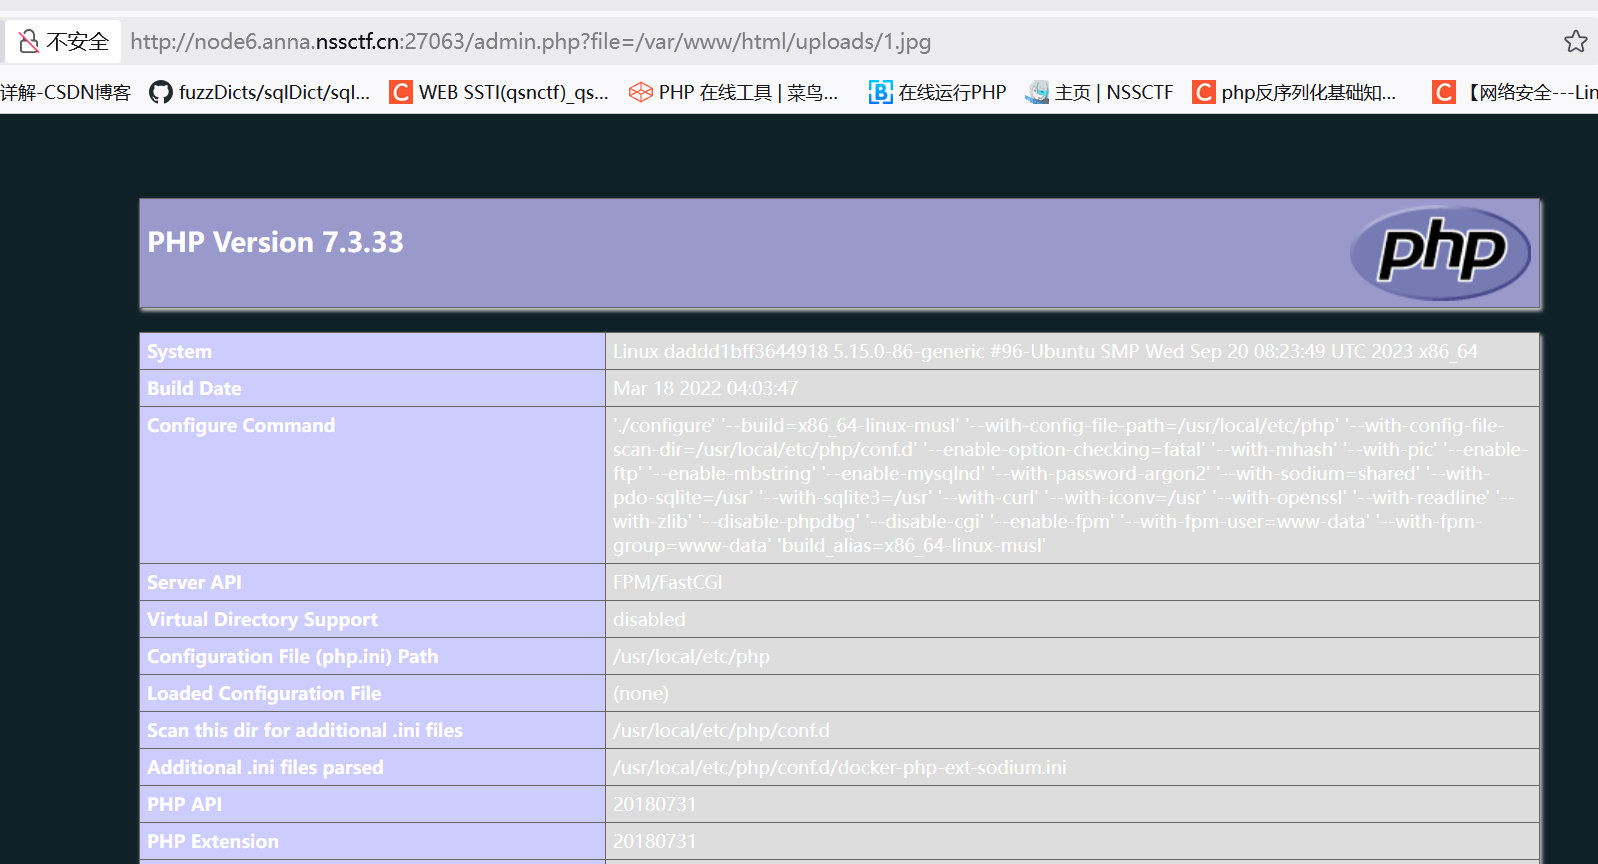 不安全 http://node6.anna.nssctf.cn:27063/admin.php?file=/var/www/html/uploads/1.jpg
详解-CSDN博客 fuzzDicts/sqlDict/sql... WEB SSTI(qsnctf)_qs... PHP 在线工具 | 菜鸟... 在线运行PHP 主页 | NSSCTF php反序列化基础知... 【网络安全---Lin
PHP Version 7.3.33
php
System Linux daddd1bff3644918 5.15.0-86-generic #96-Ubuntu SMP Wed Sep 20 08:23:49 UTC 2023 x86_64
Build Date Mar 18 2022 04:03:47
Configure Command './configure' '--build=x86_64-linux-musl' '--with-config-file-path=/usr/local/etc/php' '--with-config-file-
scan-dir=/usr/local/etc/php/conf.d' '--enable-option-checking=fatal' '--with-mhash' '--with-pic' '--enable-
ftp' '--enable-mbstring' '--enable-mysqlnd' '--with-password-argon2' '--with-sodium=shared' '--with-
pdo-sqlite=/usr' '--with-sqlite3=/usr' '--with-curl' '--with-iconv=/usr' '--with-openssl' '--with-readline' '--
with-zlib' '--disable-phpdbg' '--disable-cgi' '--enable-fpm' '--with-fpm-user=www-data' '--with-fpm-
group=www-data' 'build_alias=x86_64-linux-musl'
Server API FPM/FastCGI
Virtual Directory Support disabled
Configuration File (php.ini) Path /usr/local/etc/php
Loaded Configuration File (none)
Scan this dir for additional .ini files /usr/local/etc/php/conf.d
Additional .ini files parsed /usr/local/etc/php/conf.d/docker-php-ext-sodium.ini
PHP API 20180731
PHP Extension 20180731